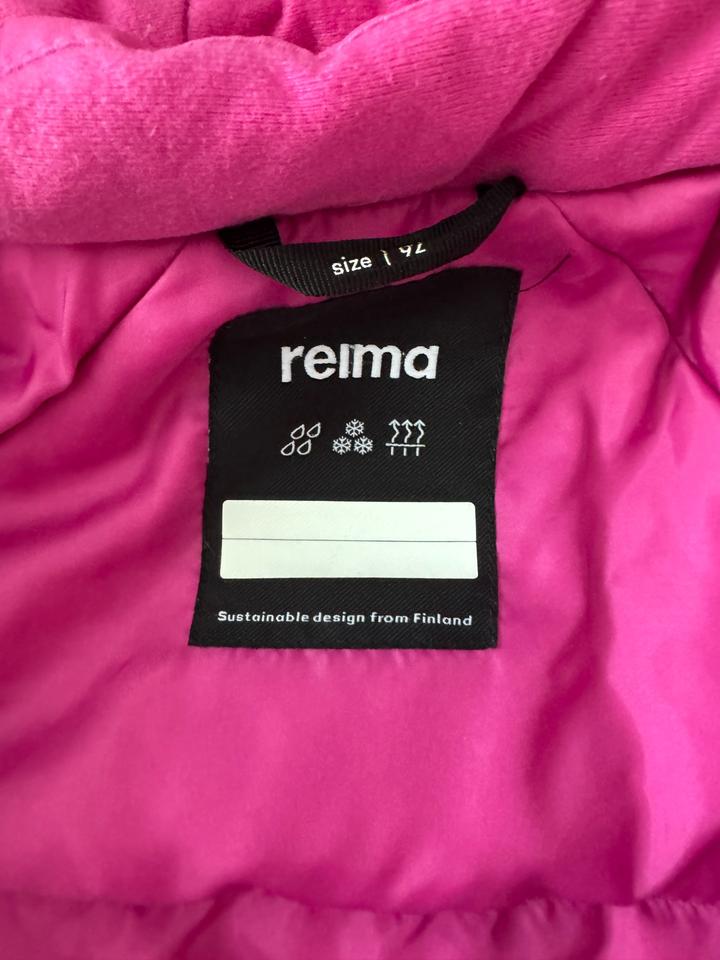 size | 92
reima
Sustainable design from Finland